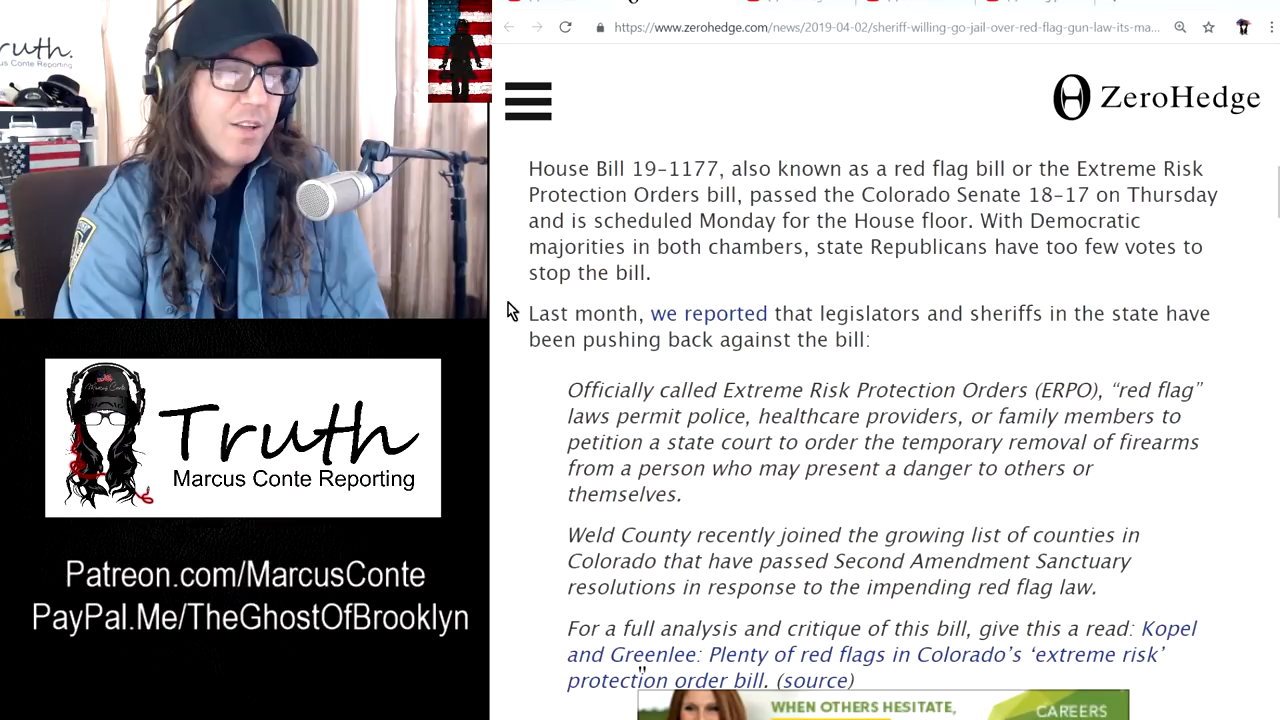 Truth.
us Conte Reporting
https://www.zerohedge.com/news/2019-04-02/sheriff-willing-go-jail-over-red-flag-gun-law-its-ma...
ZeroHedge
House Bill 19-1177, also known as a red flag bill or the Extreme Risk
Protection Orders bill, passed the Colorado Senate 18-17 on Thursday
and is scheduled Monday for the House floor. With Democratic
majorities in both chambers, state Republicans have too few votes to
stop the bill.
Last month, we reported that legislators and sheriffs in the state have
been pushing back against the bill:
Officially called Extreme Risk Protection Orders (ERPO), “red flag”
laws permit police, healthcare providers, or family members to
petition a state court to order the temporary removal of firearms
from a person who may present a danger to others or
themselves.
Weld County recently joined the growing list of counties in
Colorado that have passed Second Amendment Sanctuary
resolutions in response to the impending red flag law.
For a full analysis and critique of this bill, give this a read: Kopel
and Greenlee: Plenty of red flags in Colorado’s ‘extreme risk’
protection order bill. (source)
"
WHEN OTHERS HESITATE,
CAREERS
Truth
Marcus Conte Reporting
Patreon.com/MarcusConte
PayPal.Me/TheGhostOfBrooklyn